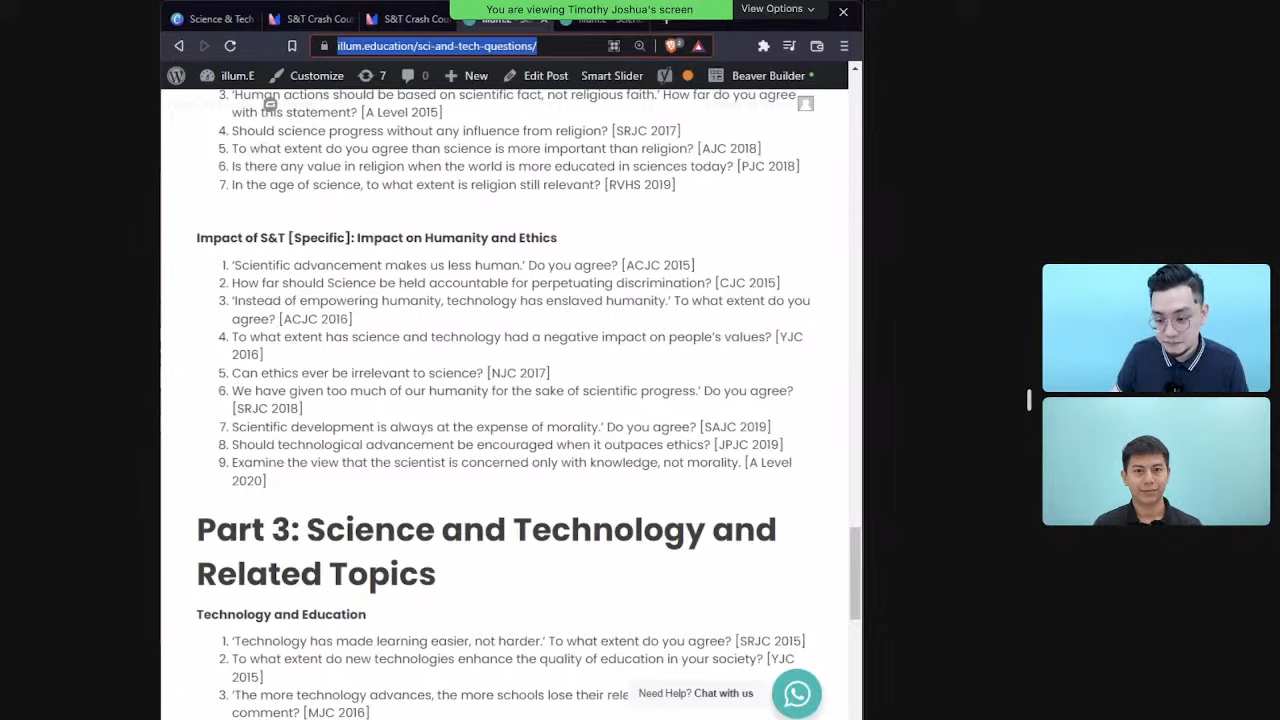 You are viewing Timothy Joshua's screen
View Options
Science & Tech
S&T Crash Cou
S&T Crash Cou
illum.education/sci-and-tech-questions/
2
illum.E
Customize
7
0
New
Edit Post
Smart Slider
Beaver Builder
3. ‘Human actions should be based on scientific fact, not religious faith.’ How far do you agree
with this statement? [A Level 2015]
4. Should science progress without any influence from religion? [SRJC 2017]
5. To what extent do you agree than science is more important than religion? [AJC 2018]
6. Is there any value in religion when the world is more educated in sciences today? [PJC 2018]
7. In the age of science, to what extent is religion still relevant? [RVHS 2019]
Impact of S&T [Specific]: Impact on Humanity and Ethics
1. ‘Scientific advancement makes us less human.’ Do you agree? [ACJC 2015]
2. How far should Science be held accountable for perpetuating discrimination? [CJC 2015]
3. ‘Instead of empowering humanity, technology has enslaved humanity.’ To what extent do you
agree? [ACJC 2016]
4. To what extent has science and technology had a negative impact on people’s values? [YJC
2016]
5. Can ethics ever be irrelevant to science? [NJC 2017]
6. We have given too much of our humanity for the sake of scientific progress.’ Do you agree?
[SRJC 2018]
7. Scientific development is always at the expense of morality.’ Do you agree? [SAJC 2019]
8. Should technological advancement be encouraged when it outpaces ethics? [JPJC 2019]
9. Examine the view that the scientist is concerned only with knowledge, not morality. [A Level
2020]
Part 3: Science and Technology and
Related Topics
Technology and Education
1. ‘Technology has made learning easier, not harder.’ To what extent do you agree? [SRJC 2015]
2. To what extent do new technologies enhance the quality of education in your society? [YJC
2015]
3. ‘The more technology advances, the more schools lose their rele
comment? [MJC 2016]
Need Help? Chat with us